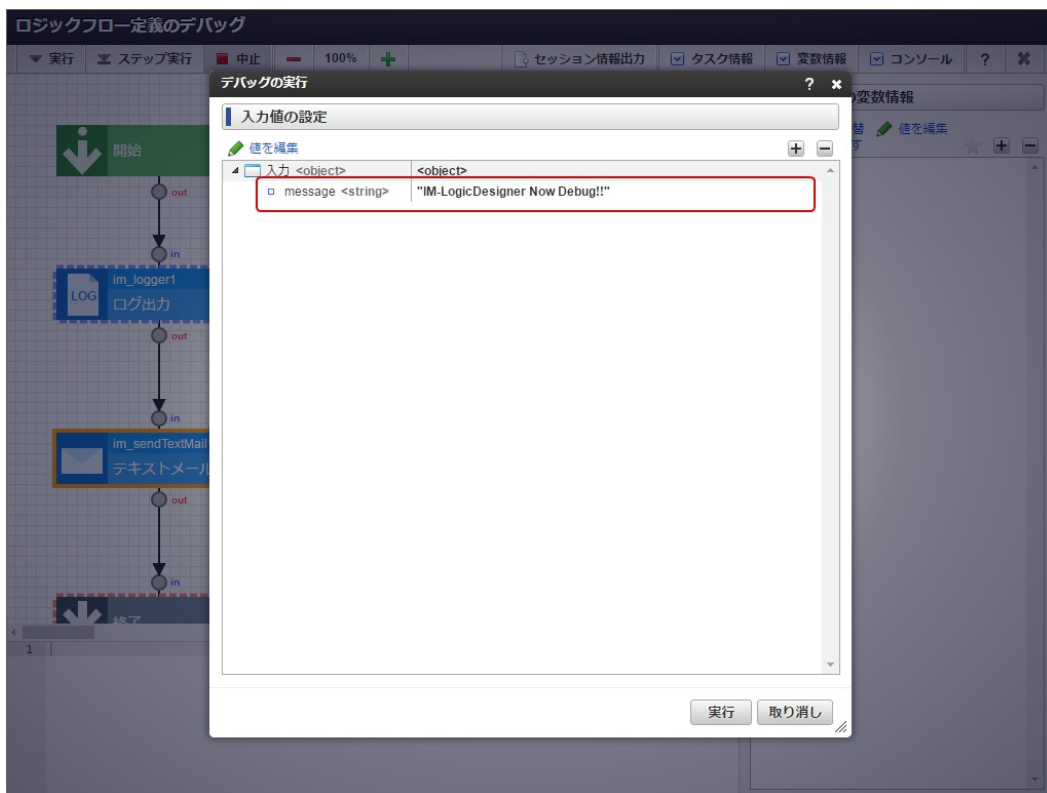 ロジックフロー定義のデバッグ
実行 ステップ実行 中止 100% セッション情報出力 タスク情報 変数情報 コンソール ?
デバッグの実行 ?
変数情報
入力値の設定
替 値を編集
す
開始
値を編集
入力 <object> <object>
message <string> "IM-LogicDesigner Now Debug!!"
out
in
im_logger1
LOG
ログ出力
out
in
im_sendTextMail
テキストメール
out
in
終了
1
実行 取り消し